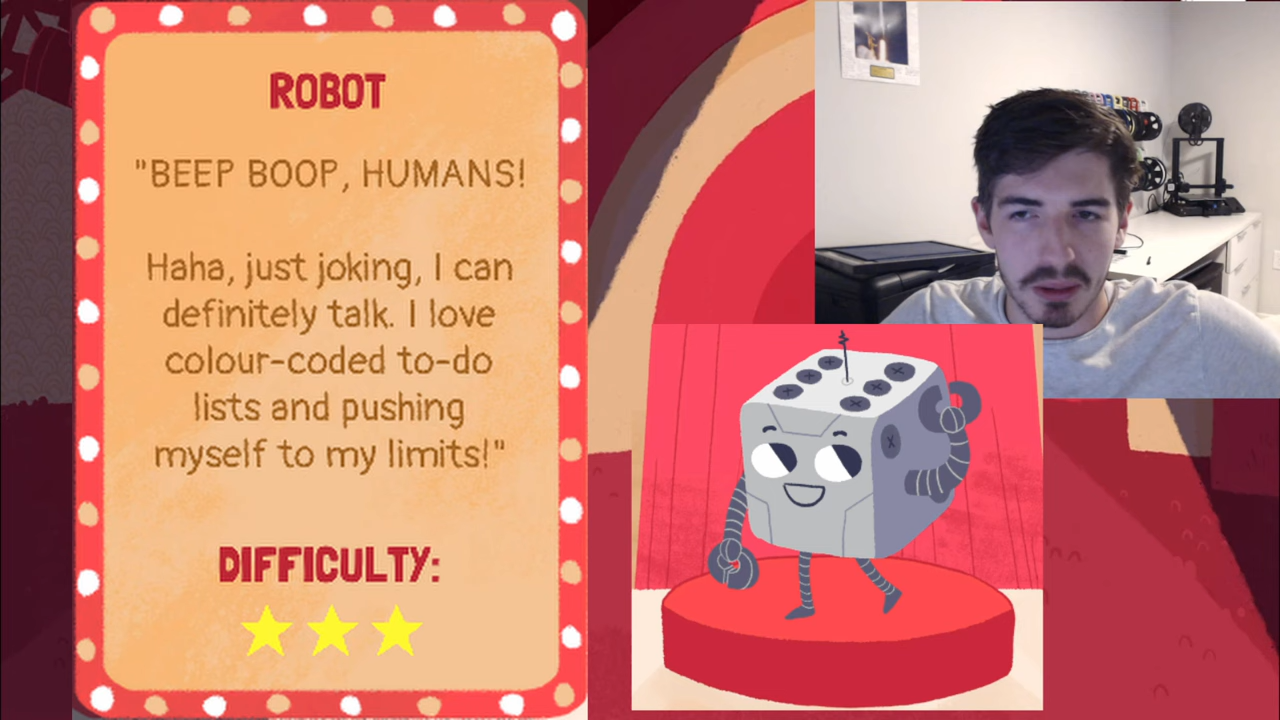 ROBOT
"BEEP BOOP, HUMANS!
Haha, just joking, I can
definitely talk. I love
colour-coded to-do
lists and pushing
myself to my limits!"
DIFFICULTY: